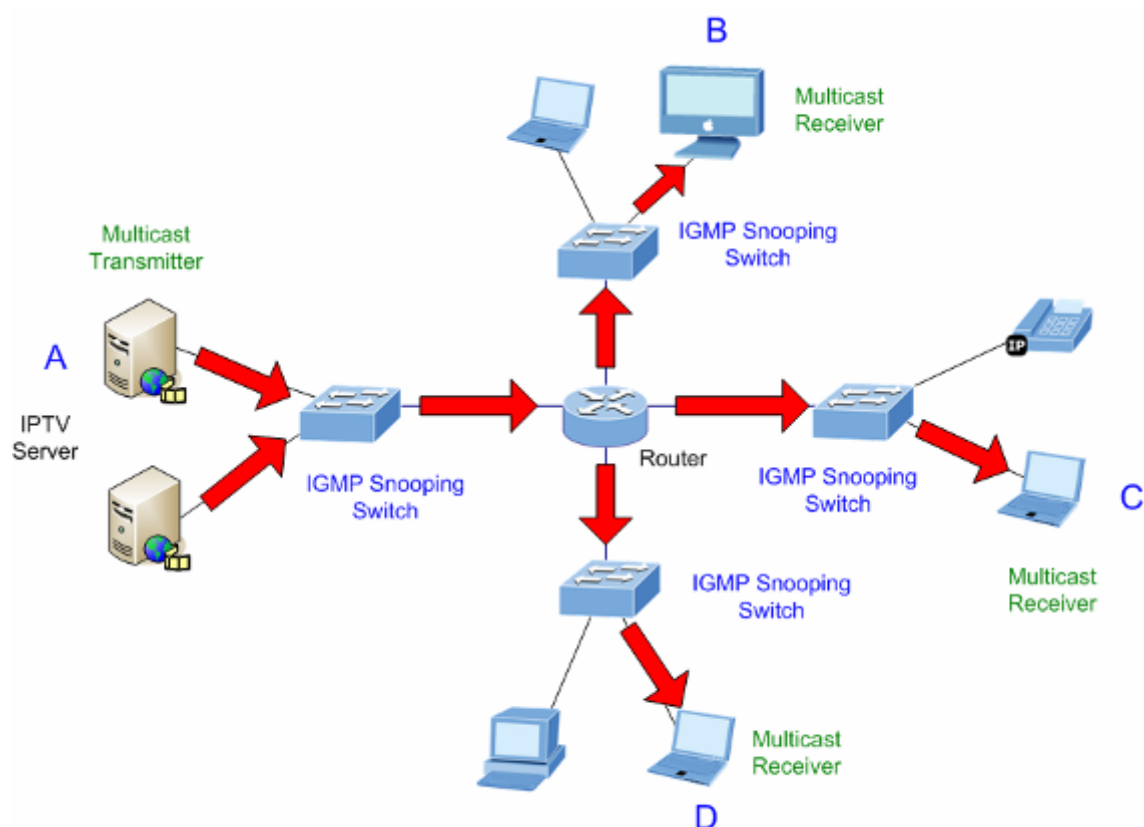 B
Multicast
Receiver
IGMP Snooping
Switch
Multicast
Transmitter
A
IPTV
Server
IGMP Snooping
Switch
Router
IP
IGMP Snooping
Switch
C
Multicast
Receiver
IGMP Snooping
Switch
Multicast
Receiver
D